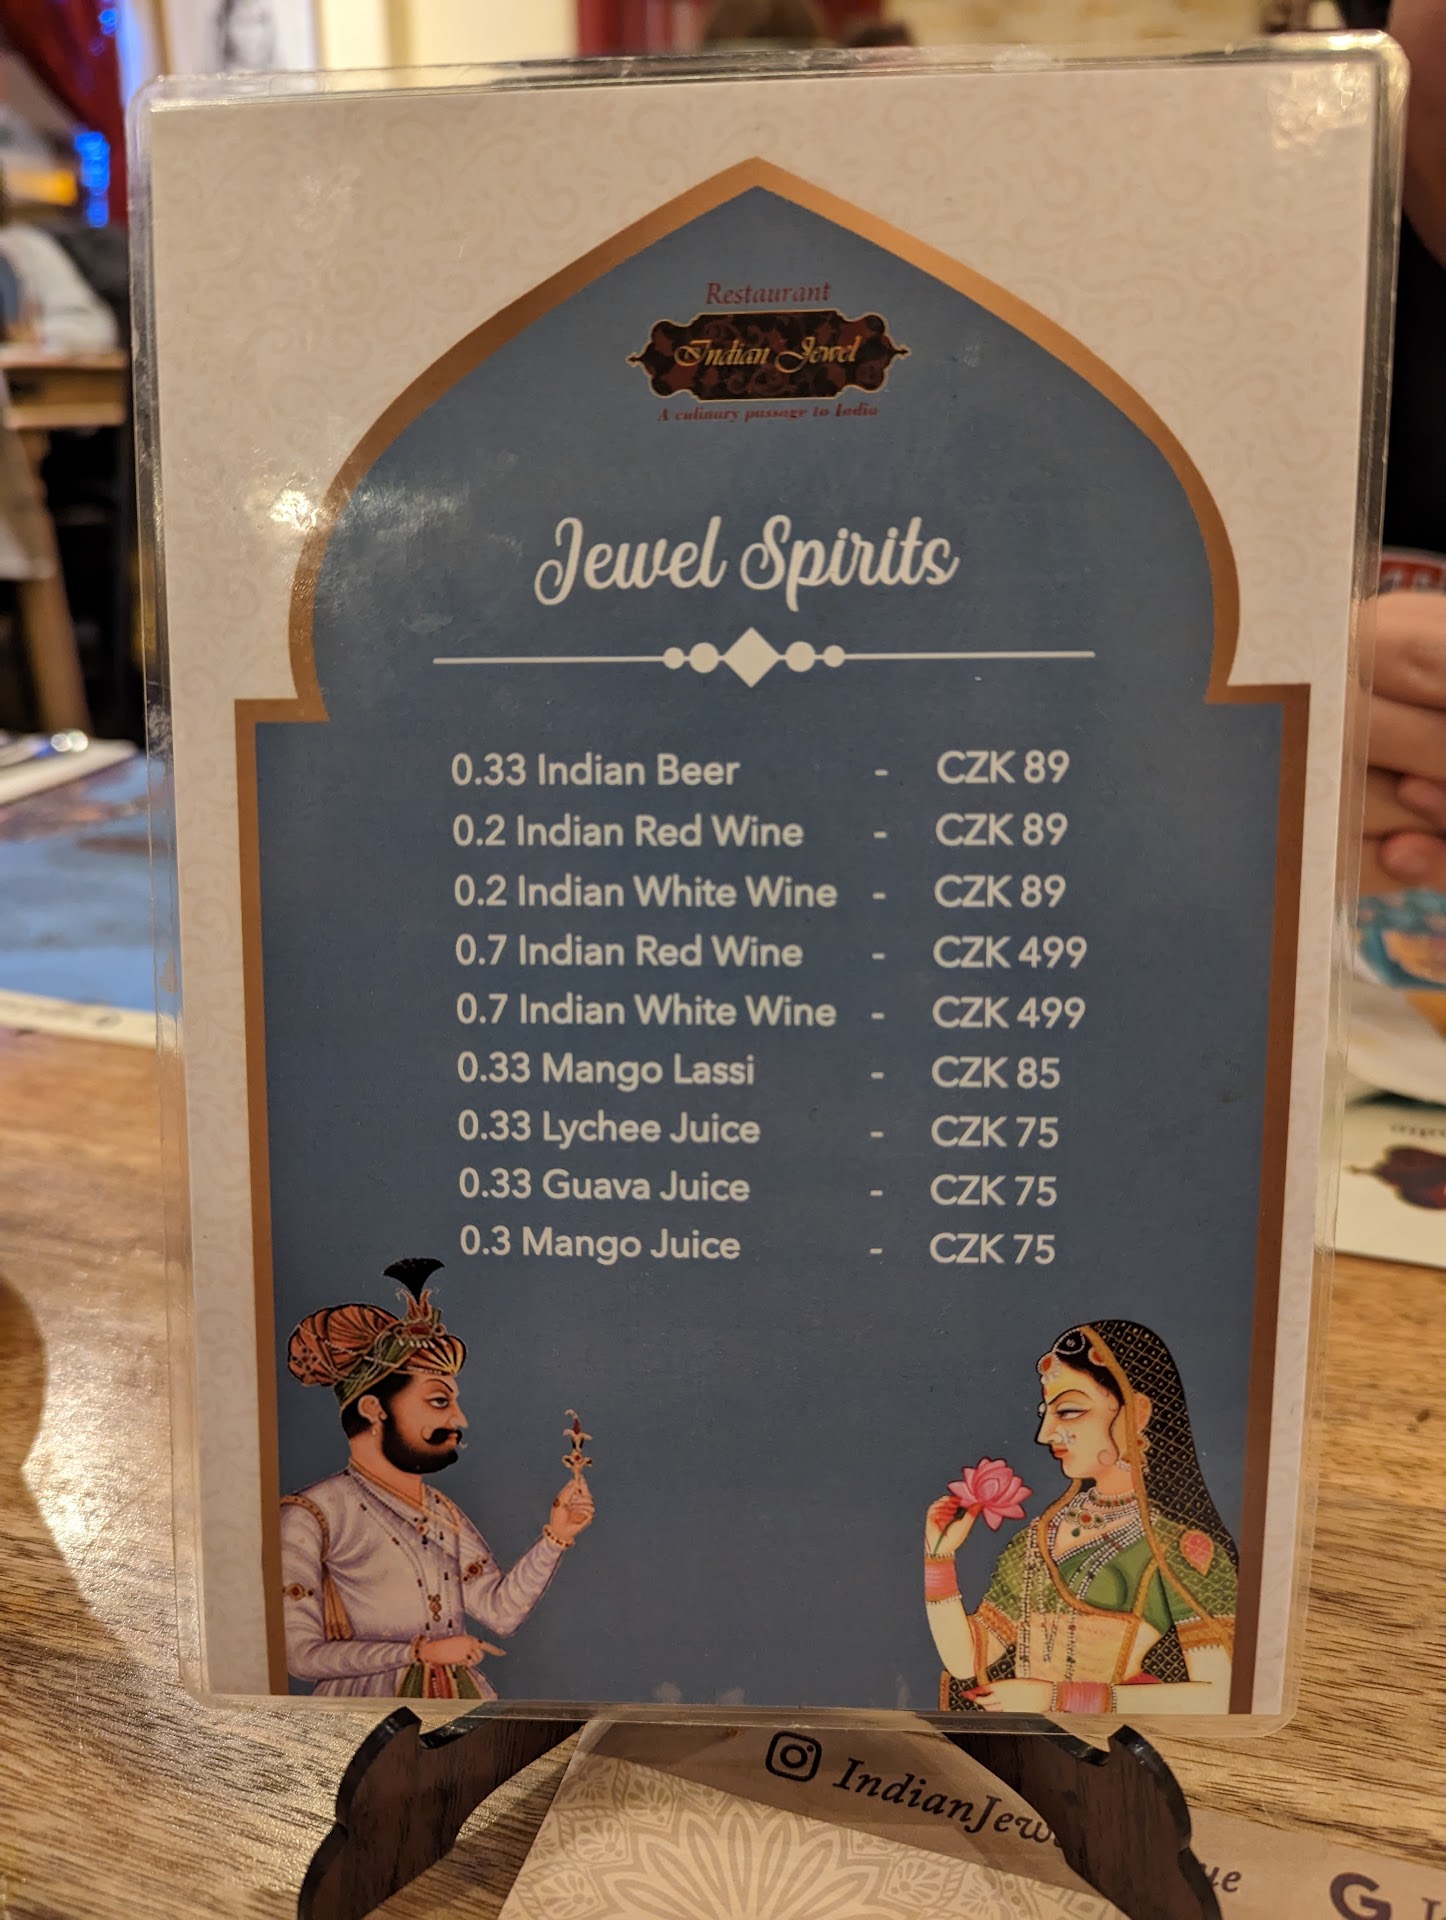 Restaurant
Indian Jewel
A culinary passage to India
Jewel Spirits
0.33 Indian Beer - CZK 89
0.2 Indian Red Wine - CZK 89
0.2 Indian White Wine - CZK 89
0.7 Indian Red Wine - CZK 499
0.7 Indian White Wine - CZK 499
0.33 Mango Lassi - CZK 85
0.33 Lychee Juice - CZK 75
0.33 Guava Juice - CZK 75
0.3 Mango Juice - CZK 75